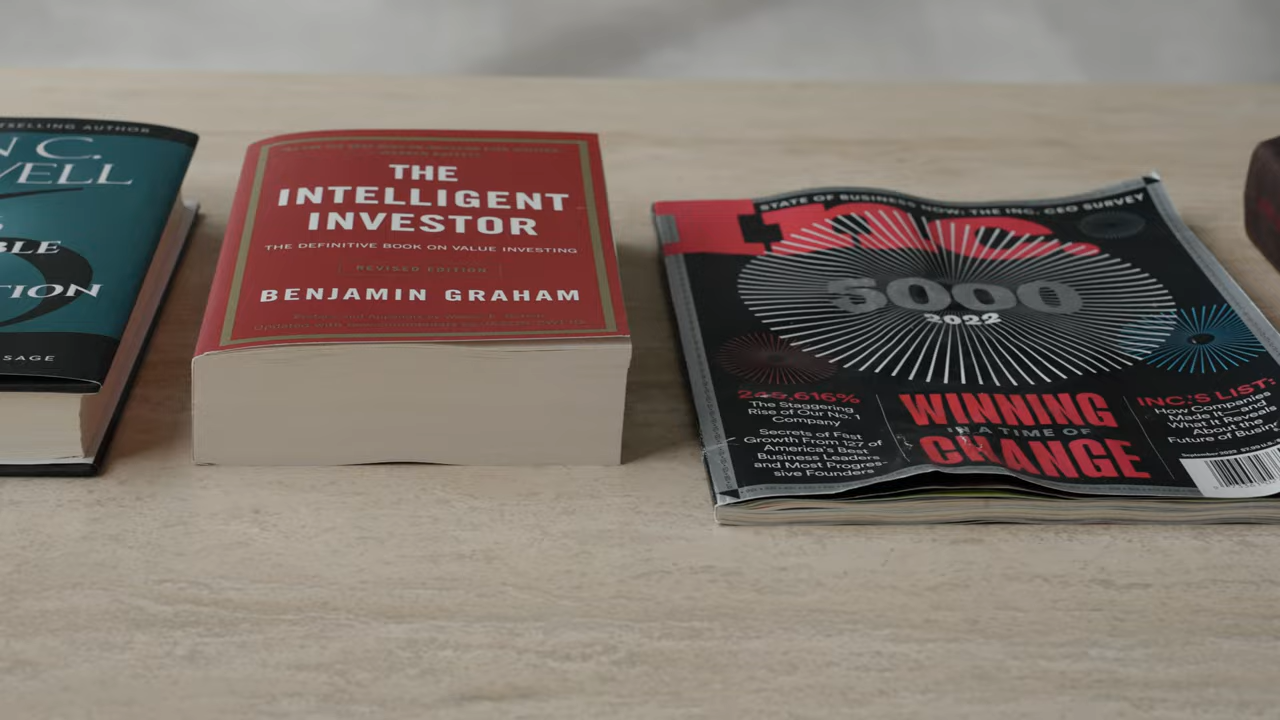 SELLING AUTHOR
N C.
WELL
BLE
TION
SAGE
THE
INTELLIGENT
INVESTOR
THE DEFINITIVE BOOK ON VALUE INVESTING
REVISED EDITION
BENJAMIN GRAHAM
STATE OF BUSINESS NOW: THE INC. CEO SURVEY
Inc.
5000
2022
The Staggering
Rise of Our No. 1
Company
Secrets of Fast
Growth From 127 of
America's Best
Business Leaders
and Most Progres-
sive Founders
WINNING
IN A TIME OF
CHANGE
INC.'S LIST:
How Companies
Made It—and
What It Reveals
About the
Future of Busin
September 2022